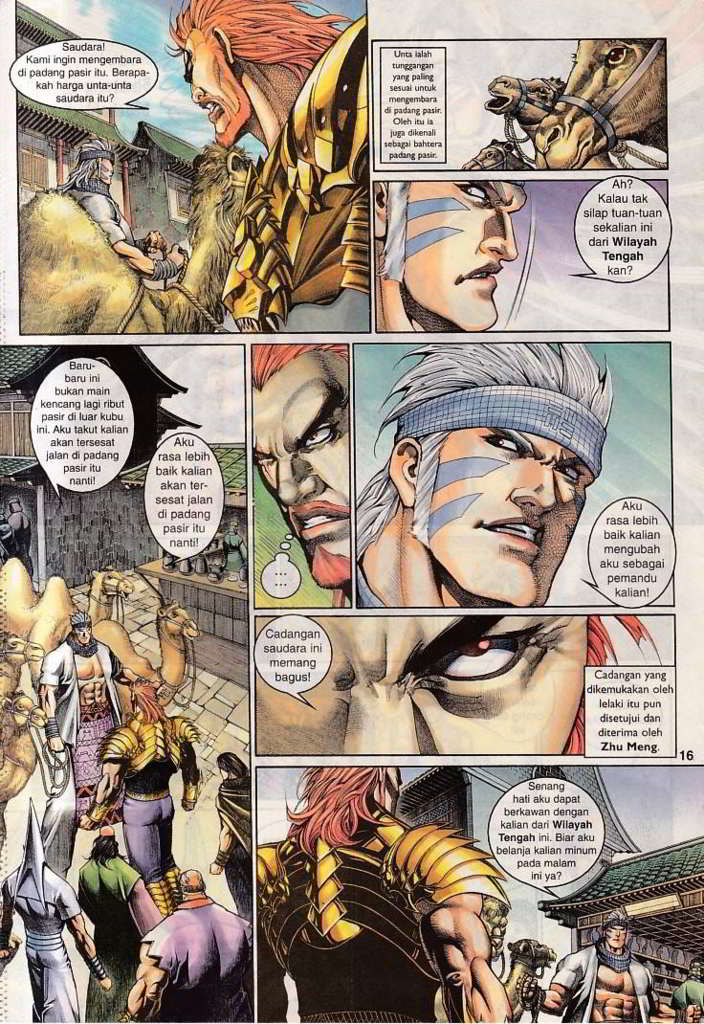 Saudara!
Kami ingin mengembara
di padang pasir itu. Berapa-
kah harga unta-unta
saudara itu?
Unta ialah
tunggangan
yang paling
sesuai untuk
mengembara
di padang pasir.
Oleh itu ia
juga dikenali
sebagai bahtera
padang pasir.
Ah?
Kalau tak
silap tuan-tuan
sekalian ini
dari Wilayah
Tengah
kan?
Baru-
baru ini
bukan main
kencang lagi ribut
pasir di luar kubu
ini. Aku takut kalian
akan tersesat
jalan di padang
pasir itu
nanti!
Aku
rasa lebih
baik kalian akan ter-
sesat jalan
di padang
pasir itu
nanti!
...
...
Aku
rasa lebih
baik kalian
mengubah
aku sebagai
pemandu
kalian!
Cadangan
saudara ini
memang
bagus!
Cadangan yang
dikemukakan oleh
lelaki itu pun
disetujui dan
diterima oleh
Zhu Meng.
16
Senang
hati aku dapat
berkawan dengan
kalian dari Wilayah
Tengah ini. Biar aku
belanja kalian minum
pada malam
ini ya?